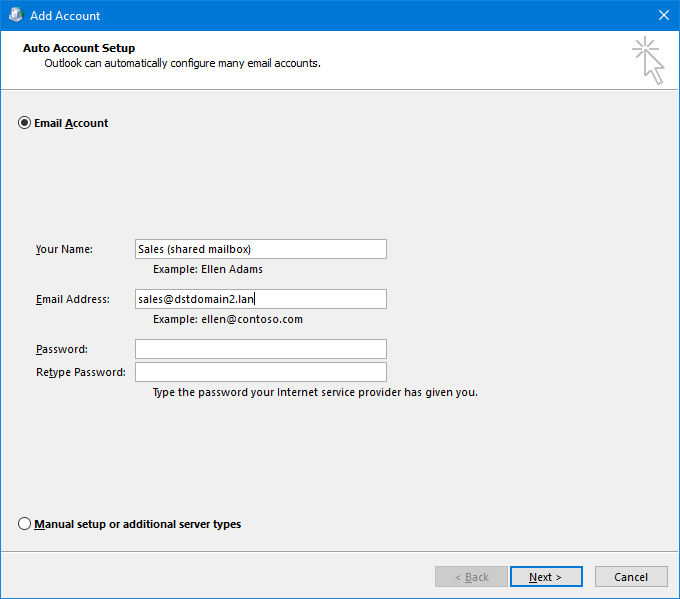 Add Account
Auto Account Setup
Outlook can automatically configure many email accounts.
Email Account
Your Name: Sales (shared mailbox)
Example: Ellen Adams
Email Address: sales@dstdomain2.lan
Example: ellen@contoso.com
Password:
Retype Password:
Type the password your Internet service provider has given you.
Manual setup or additional server types
< Back Next > Cancel